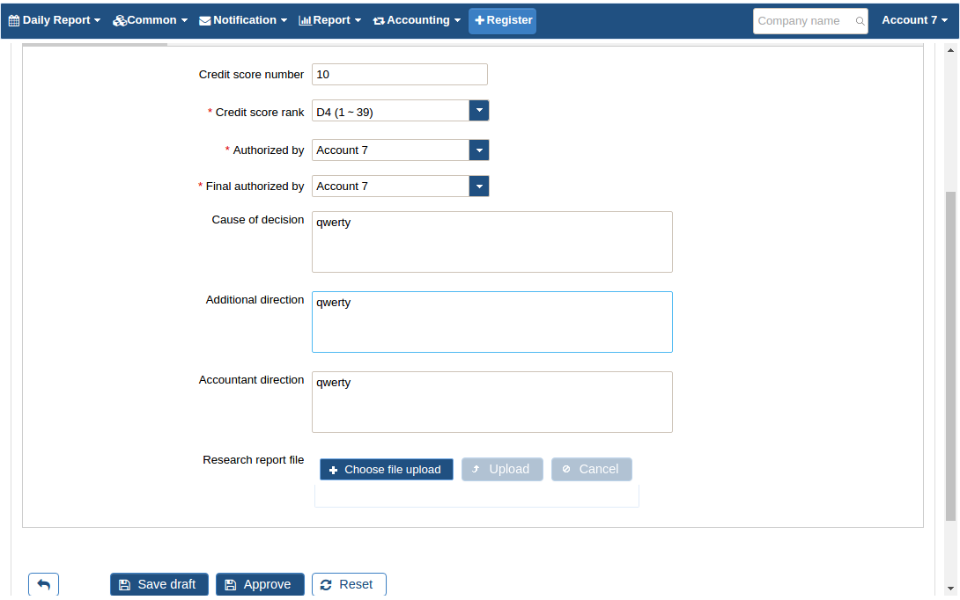 Daily Report Common Notification Report Accounting Register Company name Account 7
Credit score number 10
* Credit score rank D4 (1 ~ 39)
* Authorized by Account 7
* Final authorized by Account 7
Cause of decision qwerty
Additional direction qwerty
Accountant direction qwerty
Research report file Choose file upload Upload Cancel
Save draft Approve Reset